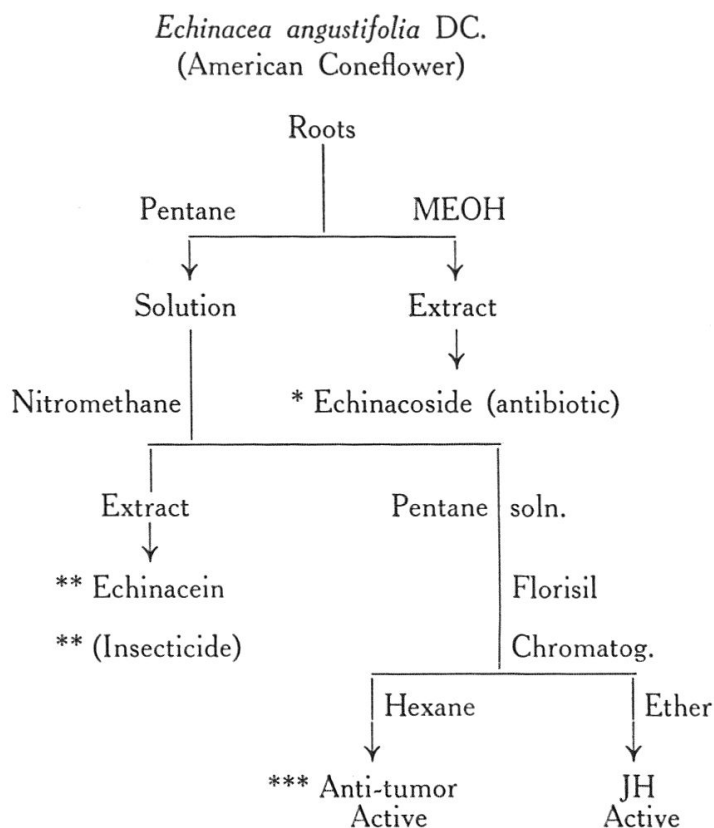 Echinacea angustifolia DC.
(American Coneflower)
Roots
Pentane MEOH
Solution Extract
Nitromethane * Echinacoside (antibiotic)
Extract Pentane soln.
** Echinacein Florisil
** (Insecticide) Chromatog.
Hexane Ether
*** Anti-tumor JH
Active Active